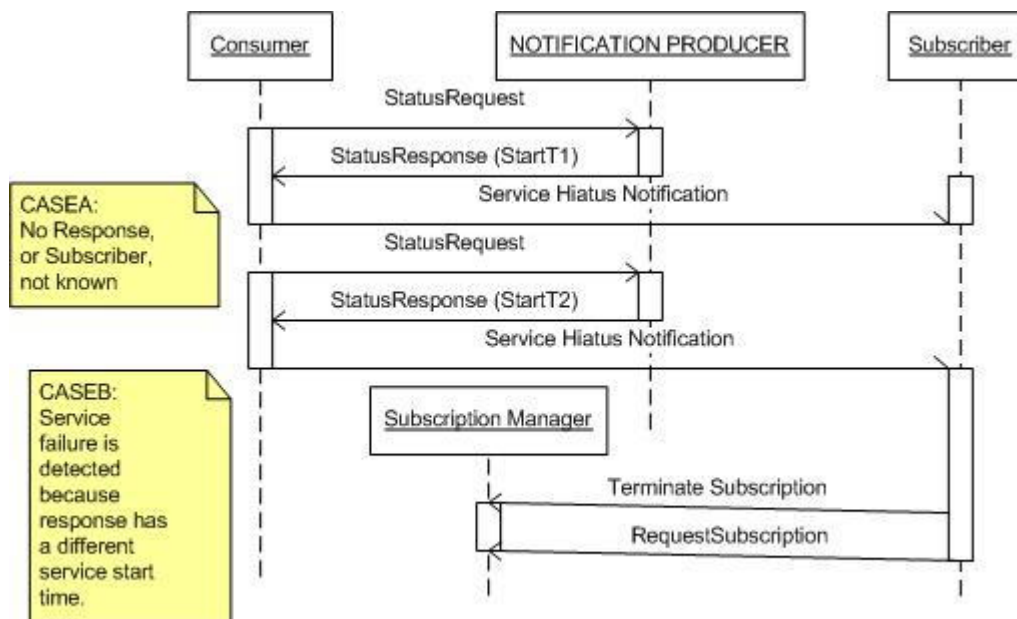 Consumer
NOTIFICATION PRODUCER
Subscriber
StatusRequest
StatusResponse (StartT1)
Service Hiatus Notification
CASEA:
No Response,
or Subscriber,
not known
StatusRequest
StatusResponse (StartT2)
Service Hiatus Notification
CASEB:
Service
failure is
detected
because
response has
a different
service start
time.
Subscription Manager
Terminate Subscription
RequestSubscription